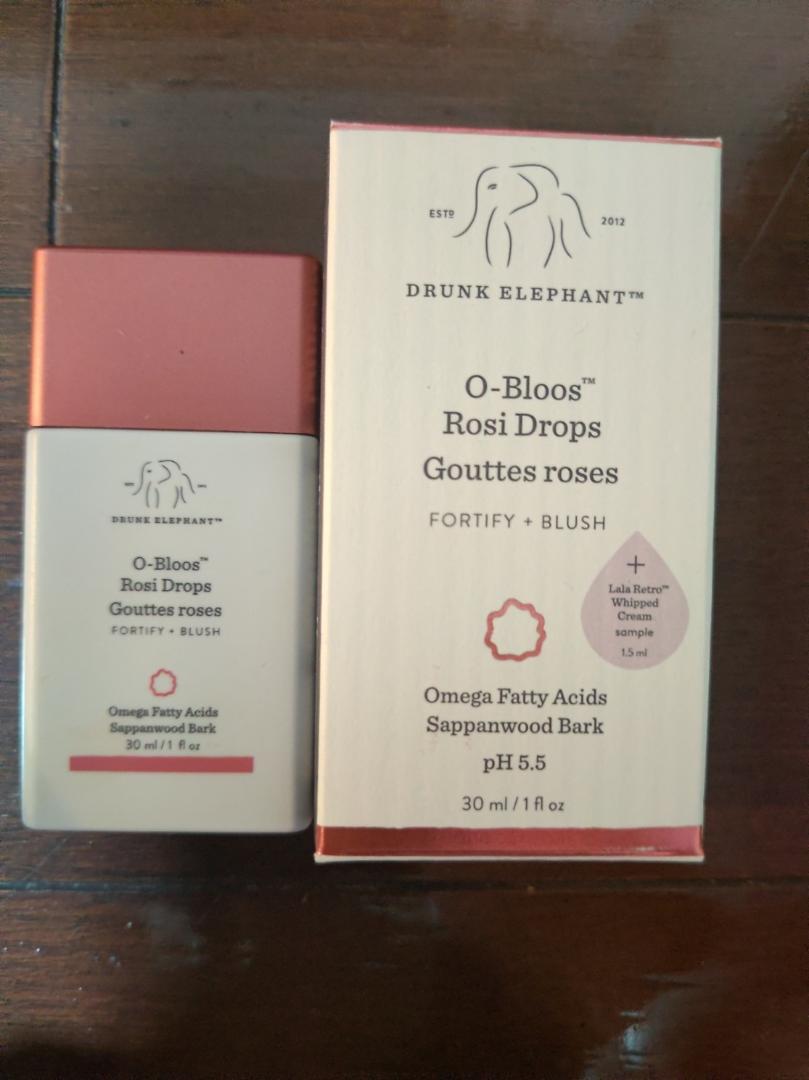 DRUNK ELEPHANT™
O-Bloos™
Rosi Drops
Gouttes roses
FORTIFY + BLUSH
Omega Fatty Acids
Sappanwood Bark
30 ml / 1 fl oz
ESTD 2012
DRUNK ELEPHANT™
O-Bloos™
Rosi Drops
Gouttes roses
FORTIFY + BLUSH
+
Lala Retro™
Whipped
Cream
sample
1.5 ml
Omega Fatty Acids
Sappanwood Bark
pH 5.5
30 ml / 1 fl oz